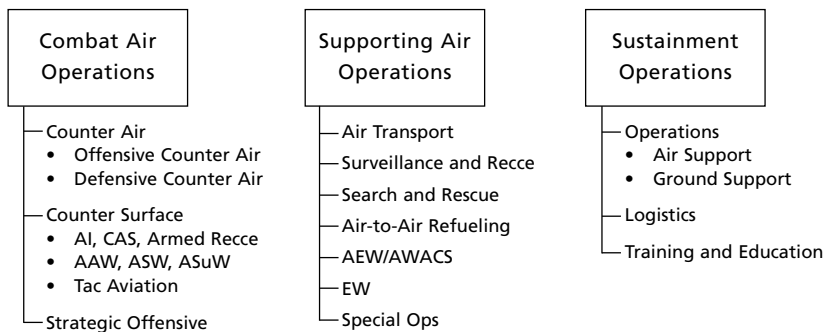 Combat Air
Operations
Counter Air
• Offensive Counter Air
• Defensive Counter Air
Counter Surface
• AI, CAS, Armed Recce
• AAW, ASW, ASuW
• Tac Aviation
Strategic Offensive
Supporting Air
Operations
Air Transport
Surveillance and Recce
Search and Rescue
Air-to-Air Refueling
AEW/AWACS
EW
Special Ops
Sustainment
Operations
Operations
• Air Support
• Ground Support
Logistics
Training and Education